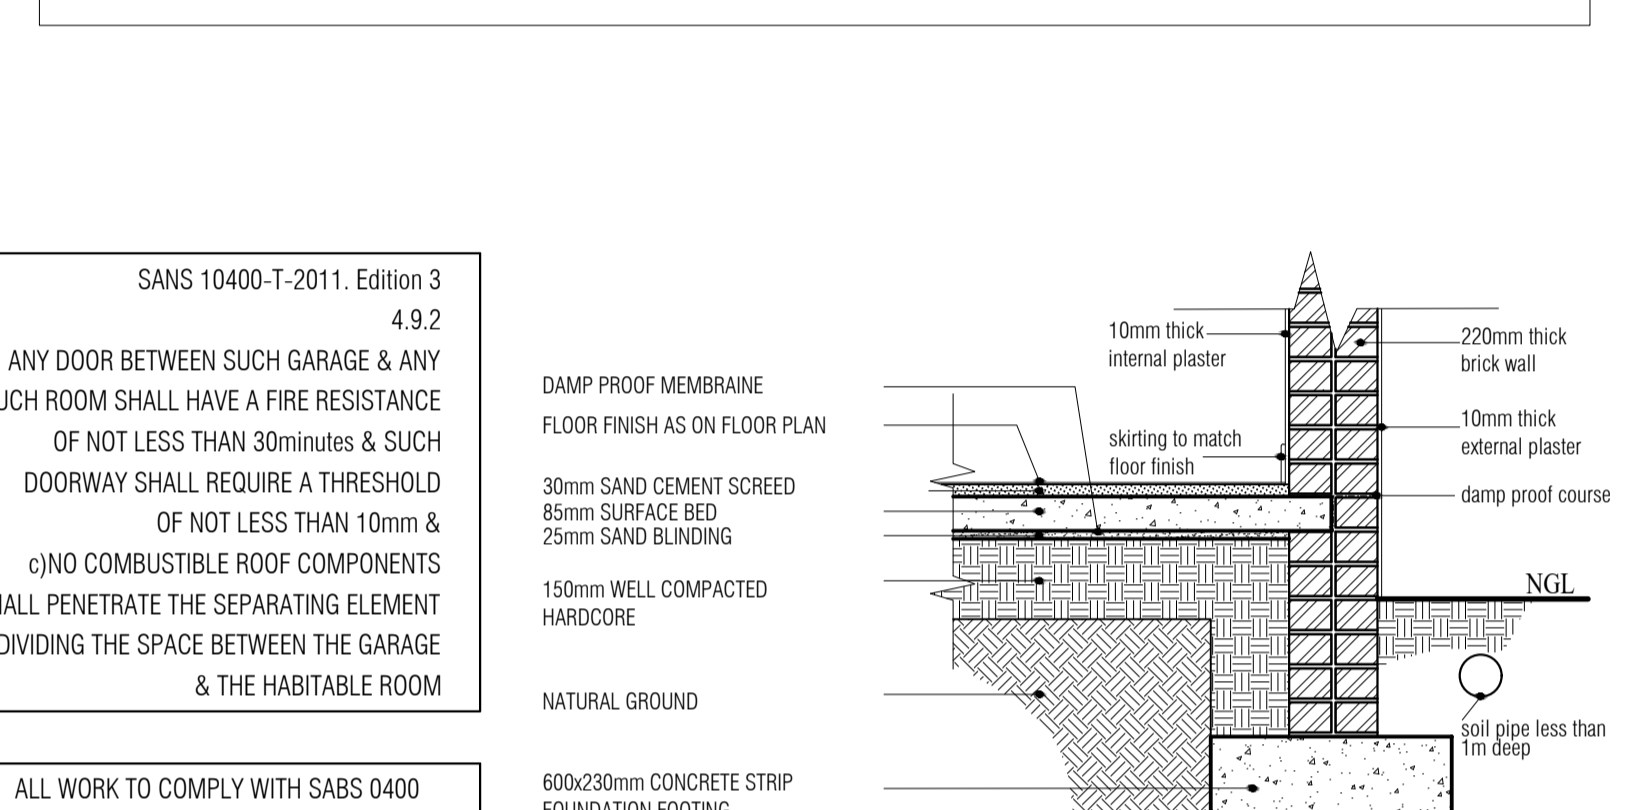 SANS 10400-T-2011. Edition 3
4.9.2
ANY DOOR BETWEEN SUCH GARAGE & ANY
ROOM SHALL HAVE A FIRE RESISTANCE
OF NOT LESS THAN 30minutes & SUCH
DOORWAY SHALL REQUIRE A THRESHOLD
OF NOT LESS THAN 10mm &
c)NO COMBUSTIBLE ROOF COMPONENTS
PENETRATE THE SEPARATING ELEMENT
DIVIDING THE SPACE BETWEEN THE GARAGE
& THE HABITABLE ROOM
ALL WORK TO COMPLY WITH SABS 0400
DAMP PROOF MEMBRAINE
FLOOR FINISH AS ON FLOOR PLAN
30mm SAND CEMENT SCREED
85mm SURFACE BED
25mm SAND BLINDING
150mm WELL COMPACTED
HARDCORE
NATURAL GROUND
600x230mm CONCRETE STRIP
FOUNDATION FOOTING
10mm thick
internal plaster
skirting to match
floor finish
220mm thick
brick wall
10mm thick
external plaster
damp proof course
NGL
soil pipe less than
1m deep